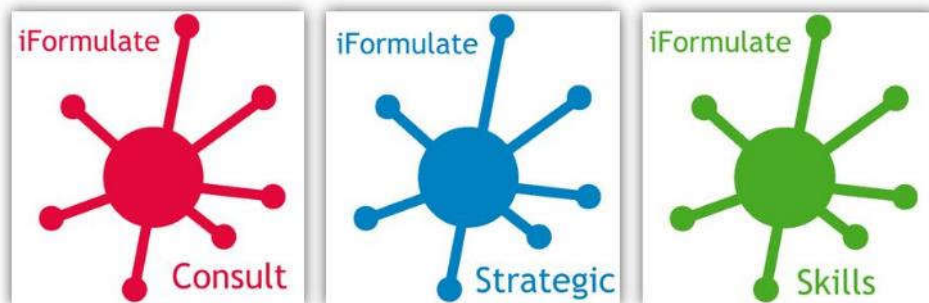 iFormulate
Consult
iFormulate
Strategic
iFormulate
Skills